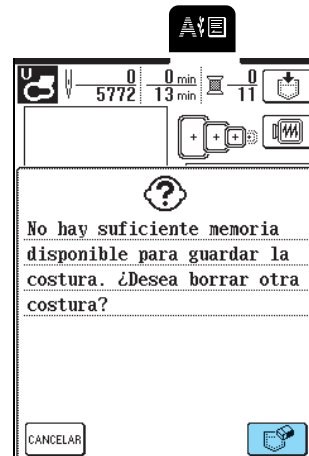 A
U
0 0 min 0
5772 13 min 11
No hay suficiente memoria
disponible para guardar la
costura. ¿Desea borrar otra
costura?
CANCELAR